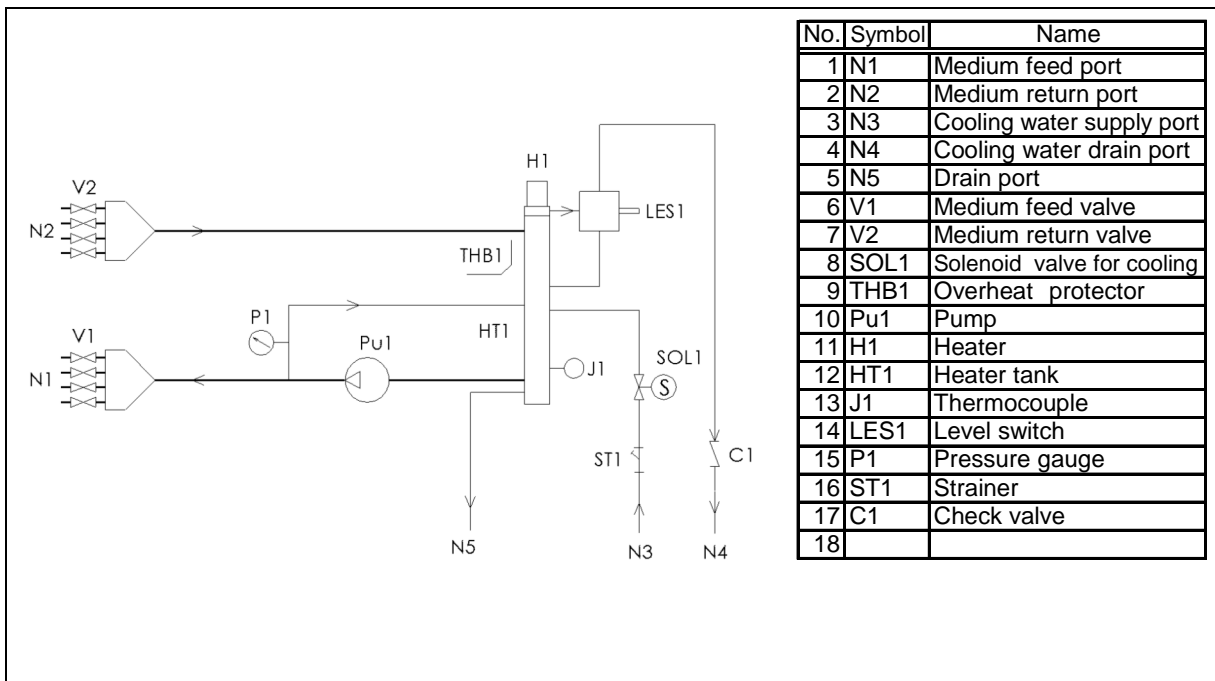 V2
N2
H1
LES1
THB1
P1
HT1
V1
Pu1
SOL1
N1
J1
S
ST1
C1
N5
N3
N4
No. Symbol Name
1 N1 Medium feed port
2 N2 Medium return port
3 N3 Cooling water supply port
4 N4 Cooling water drain port
5 N5 Drain port
6 V1 Medium feed valve
7 V2 Medium return valve
8 SOL1 Solenoid valve for cooling
9 THB1 Overheat protector
10 Pu1 Pump
11 H1 Heater
12 HT1 Heater tank
13 J1 Thermocouple
14 LES1 Level switch
15 P1 Pressure gauge
16 ST1 Strainer
17 C1 Check valve
18